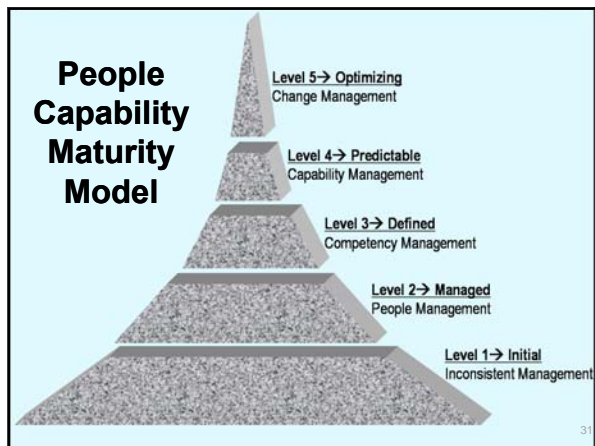 People
Capability
Maturity
Model
Level 5→ Optimizing
Change Management
Level 4→ Predictable
Capability Management
Level 3→ Defined
Competency Management
Level 2→ Managed
People Management
Level 1→ Initial
Inconsistent Management
31